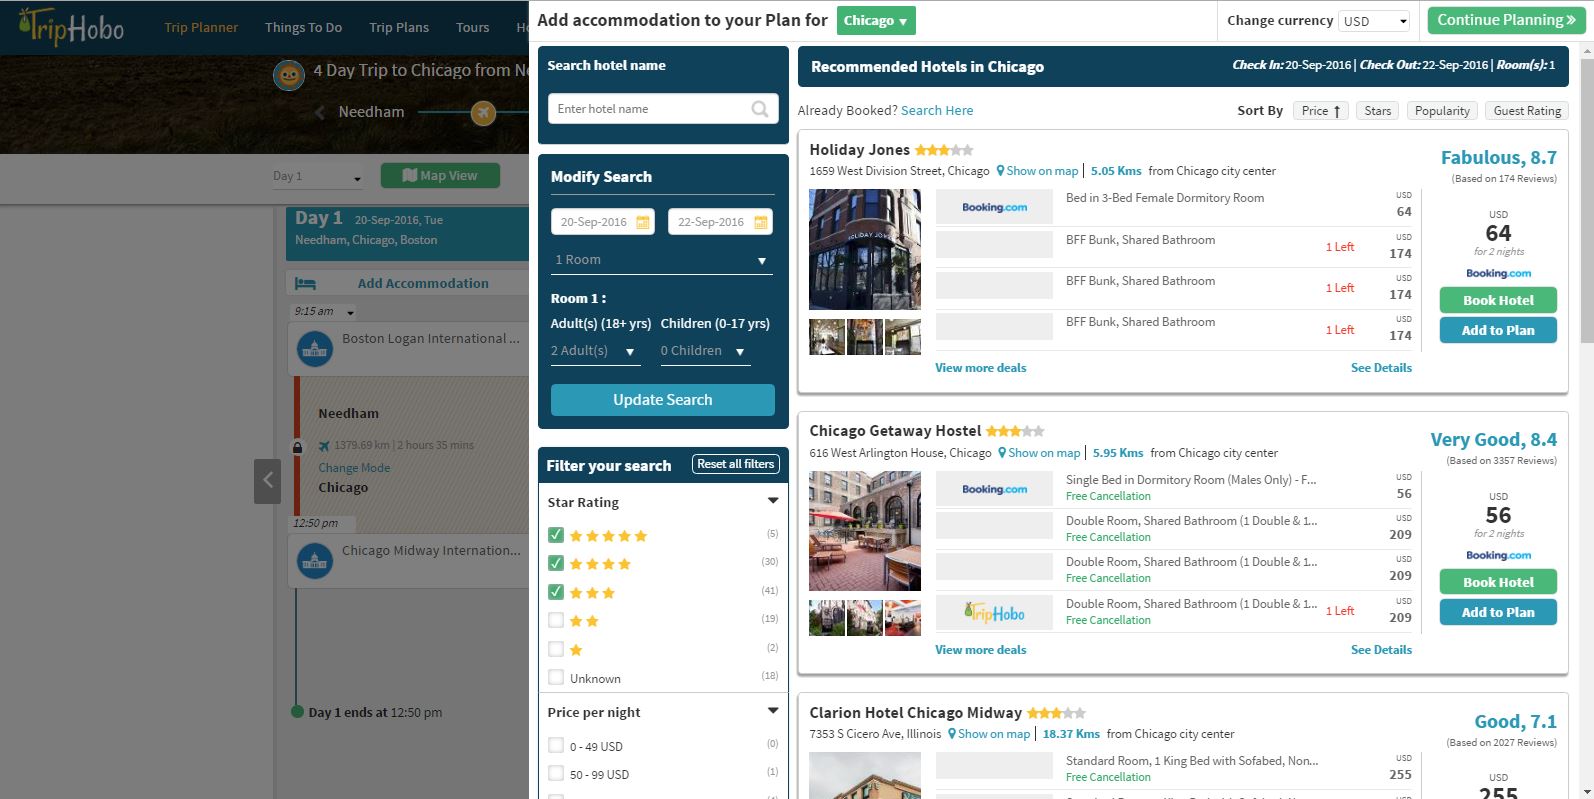 TripHobo
Trip Planner
Things To Do
Trip Plans
Tours
4 Day Trip to Chicago from
Needham
Day 1
Map View
Day 1 20-Sep-2016, Tue
Needham, Chicago, Boston
Add Accommodation
9:15 am
Boston Logan International ...
Needham
1379.69 km | 2 hours 35 mins
Change Mode
Chicago
12:50 pm
Chicago Midway Internation...
Day 1 ends at 12:50 pm
Add accommodation to your Plan for Chicago
Change currency USD
Continue Planning »
Search hotel name
Enter hotel name
Modify Search
20-Sep-2016 22-Sep-2016
1 Room
Room 1 :
Adult(s) (18+ yrs) Children (0-17 yrs)
2 Adult(s) 0 Children
Update Search
Filter your search Reset all filters
Star Rating
(5)
(30)
(41)
(19)
(2)
Unknown (18)
Price per night
0 - 49 USD (0)
50 - 99 USD (1)
Recommended Hotels in Chicago
Check In: 20-Sep-2016 | Check Out: 22-Sep-2016 | Room(s): 1
Already Booked? Search Here
Sort By Price ↑ Stars Popularity Guest Rating
Holiday Jones
1659 West Division Street, Chicago Show on map | 5.05 Kms from Chicago city center
Fabulous, 8.7
(Based on 174 Reviews)
HOLIDAY JONES
Booking.com Bed in 3-Bed Female Dormitory Room USD
64
BFF Bunk, Shared Bathroom 1 Left USD
174
BFF Bunk, Shared Bathroom 1 Left USD
174
BFF Bunk, Shared Bathroom 1 Left USD
174
View more deals See Details
USD
64
for 2 nights
Booking.com
Book Hotel
Add to Plan
Chicago Getaway Hostel
616 West Arlington House, Chicago Show on map | 5.95 Kms from Chicago city center
Very Good, 8.4
(Based on 3357 Reviews)
Booking.com Single Bed in Dormitory Room (Males Only) - F... USD
Free Cancellation 56
Double Room, Shared Bathroom (1 Double & 1... USD
Free Cancellation 209
Double Room, Shared Bathroom (1 Double & 1... USD
Free Cancellation 209
TripHobo Double Room, Shared Bathroom (1 Double & 1... 1 Left USD
Free Cancellation 209
View more deals See Details
USD
56
for 2 nights
Booking.com
Book Hotel
Add to Plan
Clarion Hotel Chicago Midway
7353 S Cicero Ave, Illinois Show on map | 18.37 Kms from Chicago city center
Good, 7.1
(Based on 2027 Reviews)
Standard Room, 1 King Bed with Sofabed, Non... USD
Free Cancellation 255
USD
255